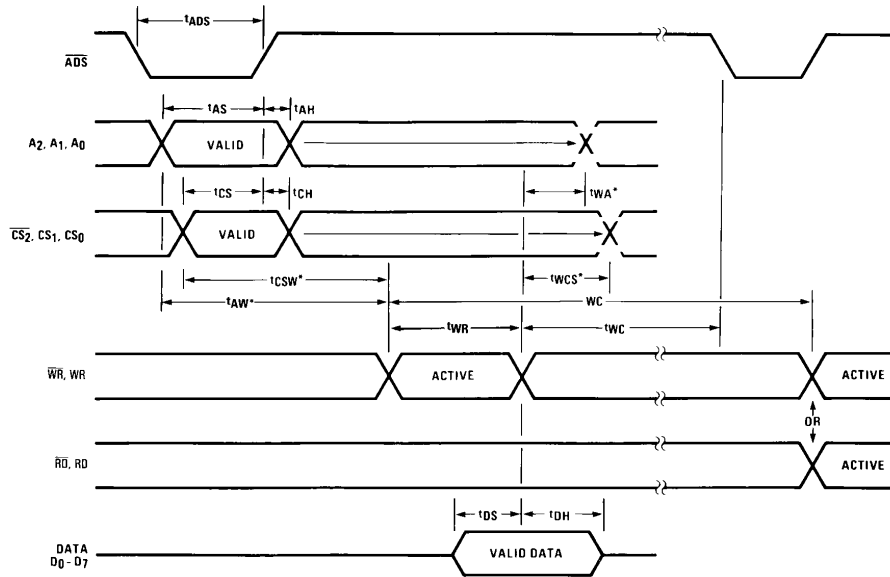 tADS
ADS
tAS tAH
A2, A1, A0 VALID
tCS tCH tWA*
CS2, CS1, CS0 VALID
tCSW* tWCS*
tAW* WC
tWR tWC
WR, WR ACTIVE ACTIVE
OR
RD, RD ACTIVE
tDS tDH
DATA
D0 - D7 VALID DATA